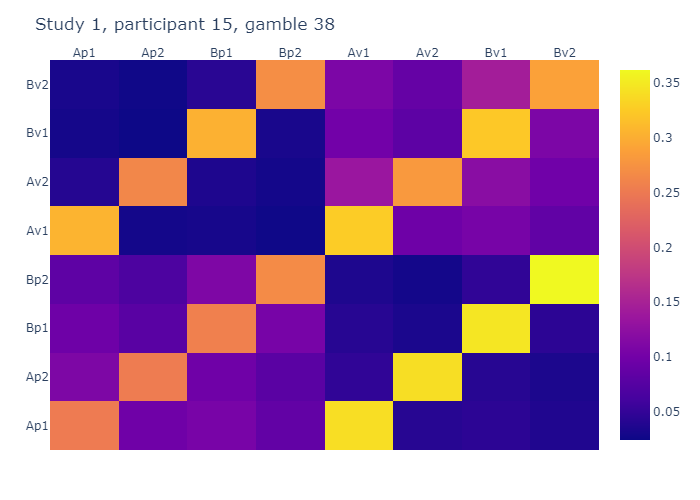 Study 1, participant 15, gamble 38
Ap1 Ap2 Bp1 Bp2 Av1 Av2 Bv1 Bv2
Bv2
Bv1
Av2
Av1
Bp2
Bp1
Ap2
Ap1
0.35
0.3
0.25
0.2
0.15
0.1
0.05